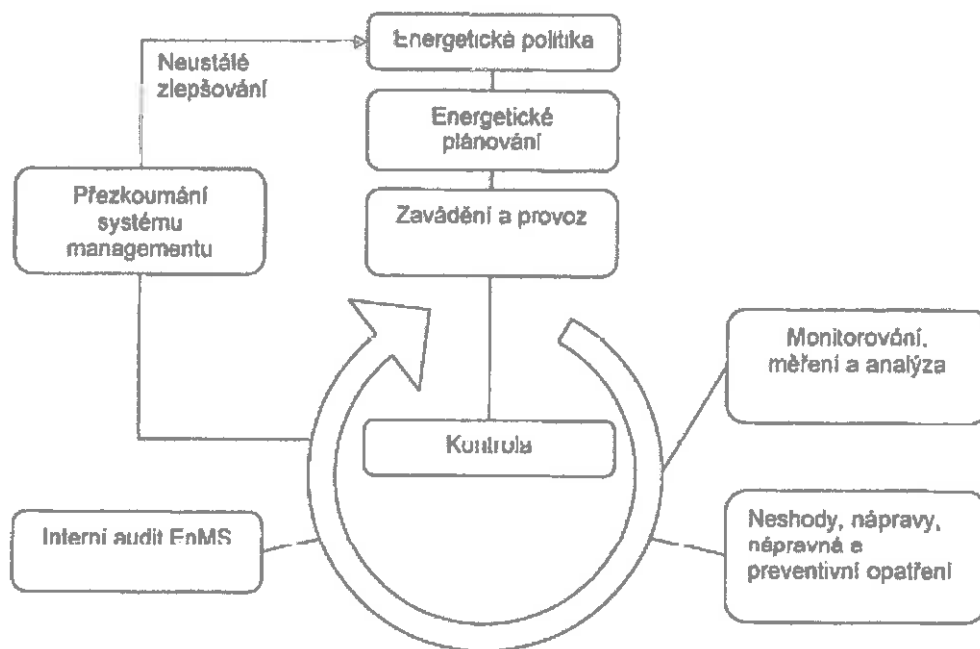 Energetická politika
Neustálé
zlepšování
Energetické
plánování
Přezkoumání
systému
managementu
Zavádění a provoz
Monitorování,
měření a analýza
Kontrola
Interní audit EnMS
Neshody, nápravy,
nápravná a
preventivní opatření